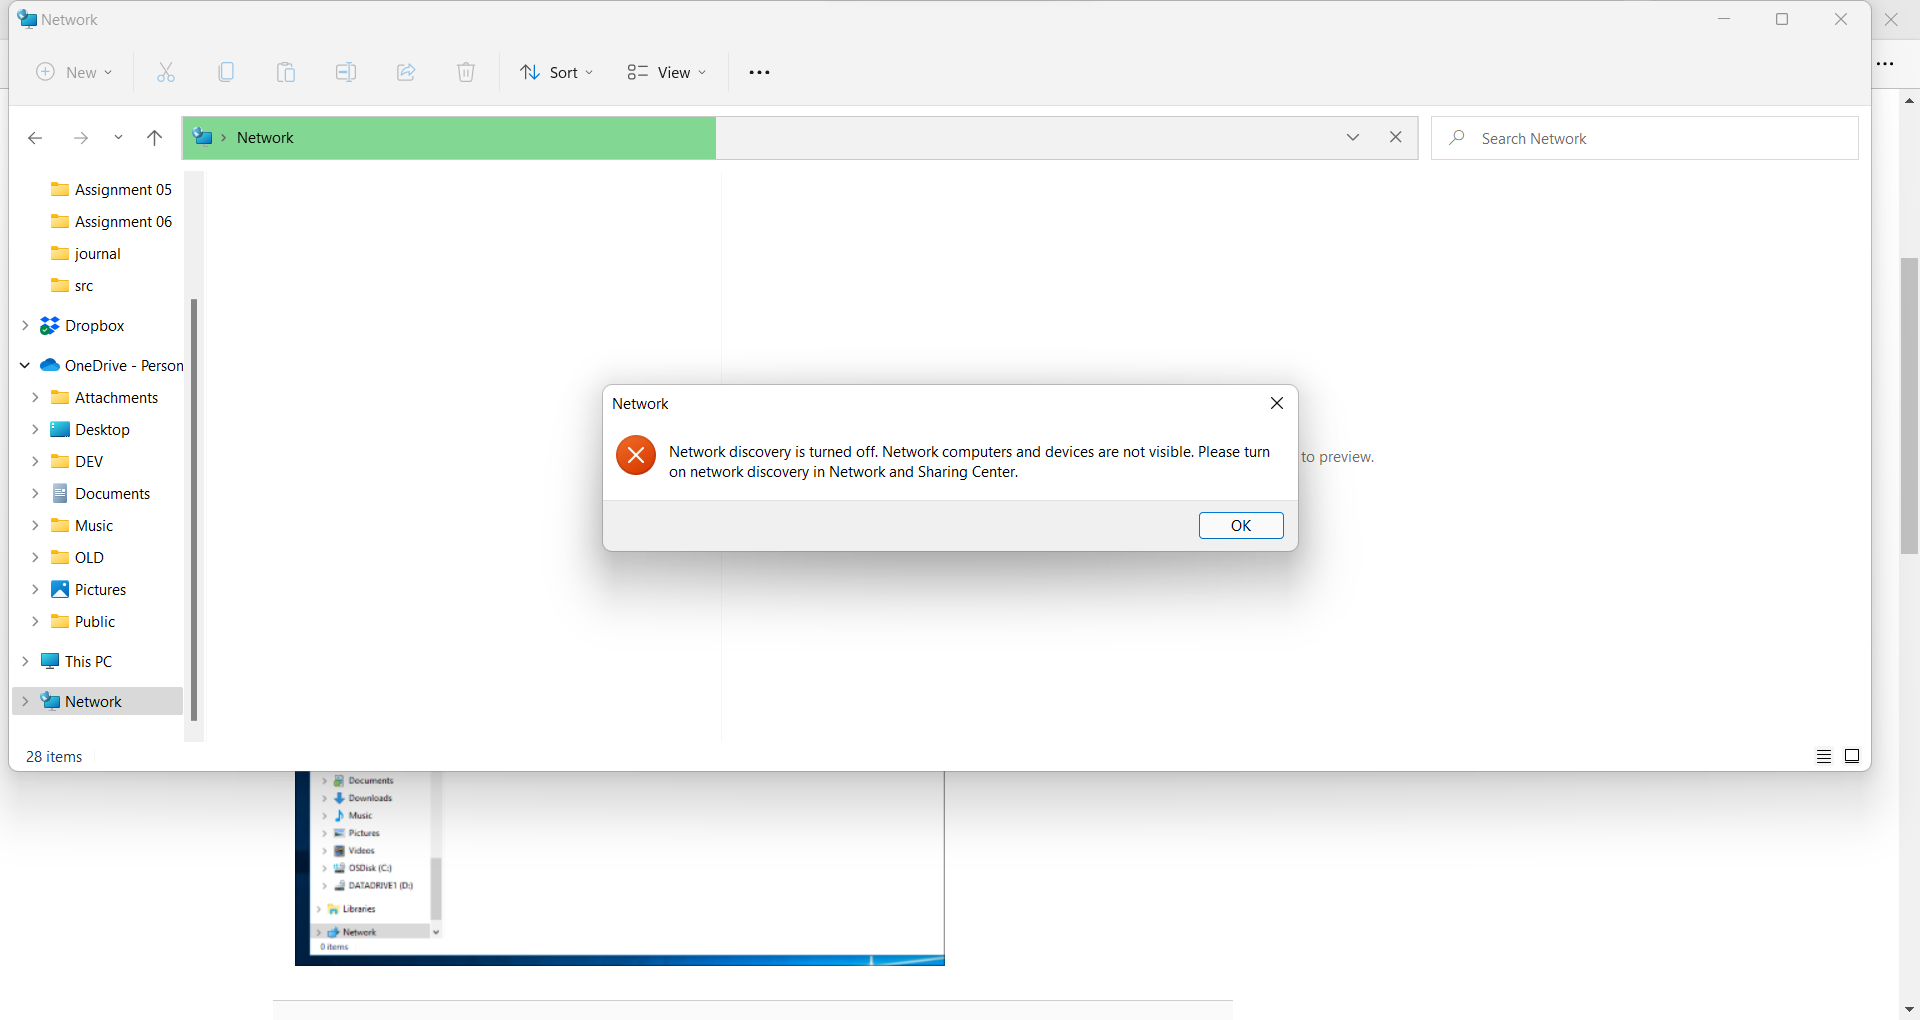 Network
New
Sort
View
Network
Search Network
Assignment 05
Assignment 06
journal
src
Dropbox
OneDrive - Person
Attachments
Desktop
DEV
Documents
Music
OLD
Pictures
Public
This PC
Network
28 items
to preview.
Network
Network discovery is turned off. Network computers and devices are not visible. Please turn
on network discovery in Network and Sharing Center.
OK
Documents
Downloads
Music
Pictures
Videos
OSDisk (C:)
DATADRIVE1 (D:)
Libraries
Network
0 items